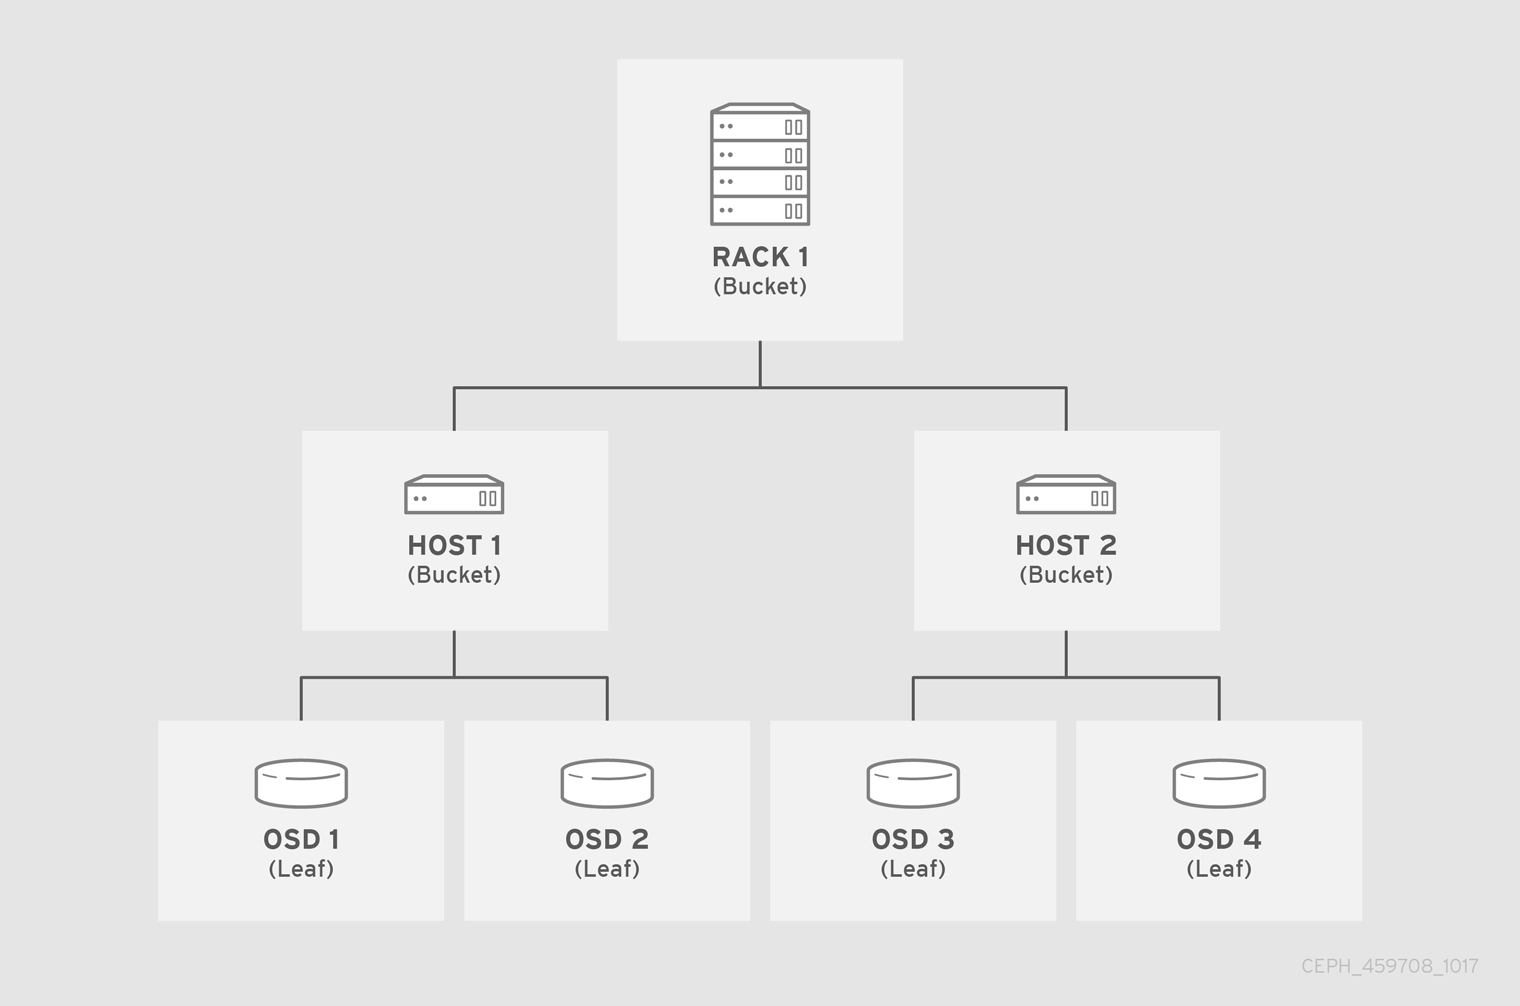 RACK 1
(Bucket)
HOST 1
(Bucket)
HOST 2
(Bucket)
OSD 1
(Leaf)
OSD 2
(Leaf)
OSD 3
(Leaf)
OSD 4
(Leaf)
CEPH_459708_1017